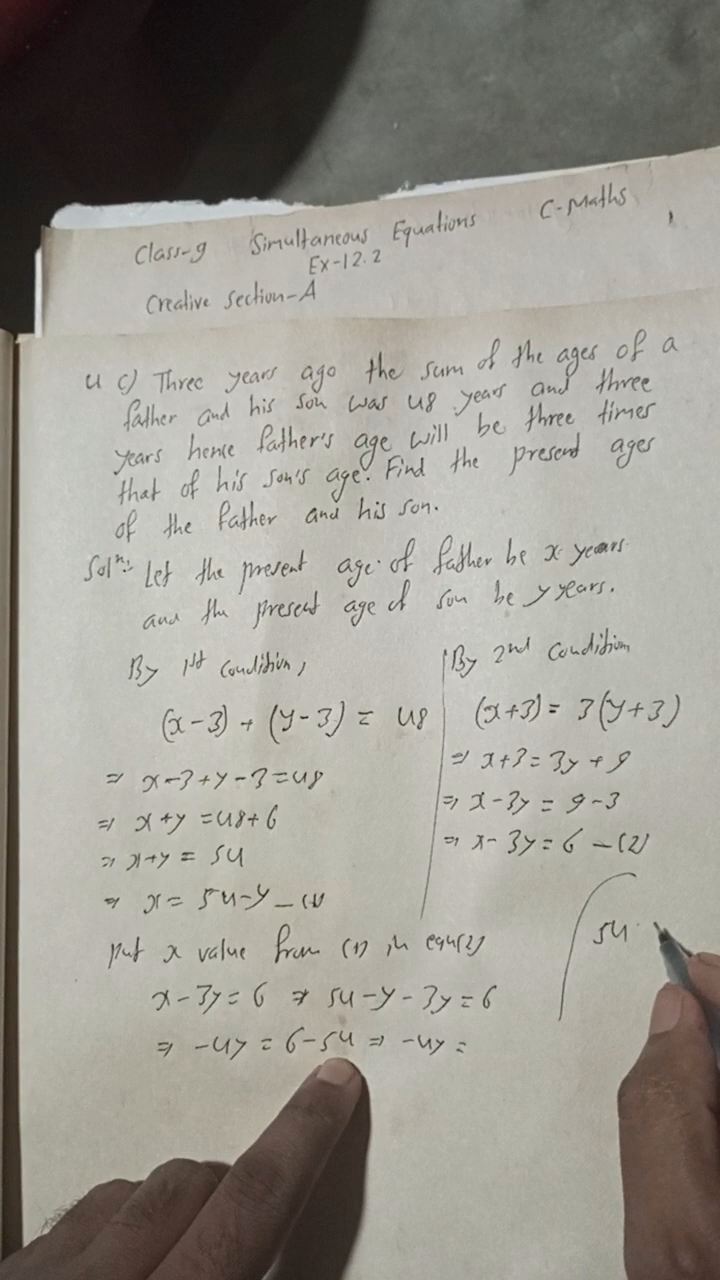 Class-9 Simultaneous Equations C-Maths
Ex-12.2
Creative section-A
4 c) Three years ago the sum of the ages of a
father and his son was 48 years and three
years hence father's age will be three times
that of his son's age. Find the present ages
of the father and his son.
Solⁿ:- Let the present age of father be x years
and the present age of son be y years.
By 1st condition,
(x-3) + (y-3) = 48
⇒ x-3+y-3=48
⇒ x+y =48+6
⇒ x+y = 54
⇒ x = 54-y -(1)
By 2nd condition
(x+3) = 3(y+3)
⇒ x+3 = 3y + 9
⇒ x-3y = 9-3
⇒ x-3y = 6 -(2)
put x value from (1) in eqn(2)
x-3y = 6 ⇒ 54-y-3y = 6
⇒ -4y = 6-54 ⇒ -4y =
54